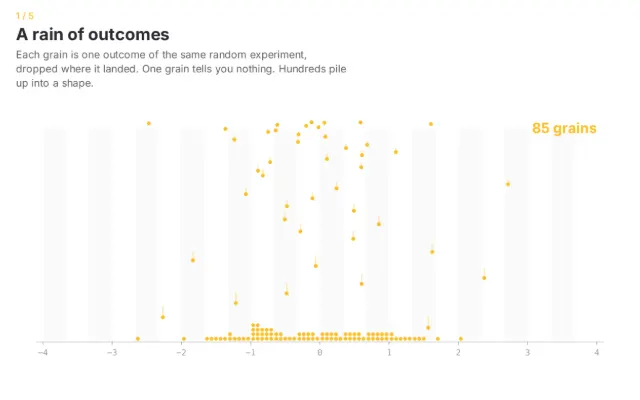 1 / 5
A rain of outcomes
Each grain is one outcome of the same random experiment,
dropped where it landed. One grain tells you nothing. Hundreds pile
up into a shape.
85 grains
−4 −3 −2 −1 0 1 2 3 4